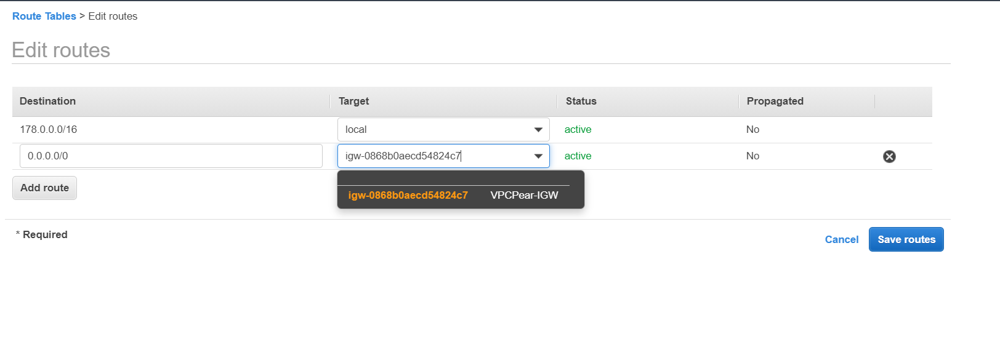 Route Tables > Edit routes
Edit routes
Destination Target Status Propagated
178.0.0.0/16 local active No
0.0.0.0/0 igw-0868b0aecd54824c7 active No
Add route
igw-0868b0aecd54824c7 VPCPear-IGW
* Required
Cancel Save routes